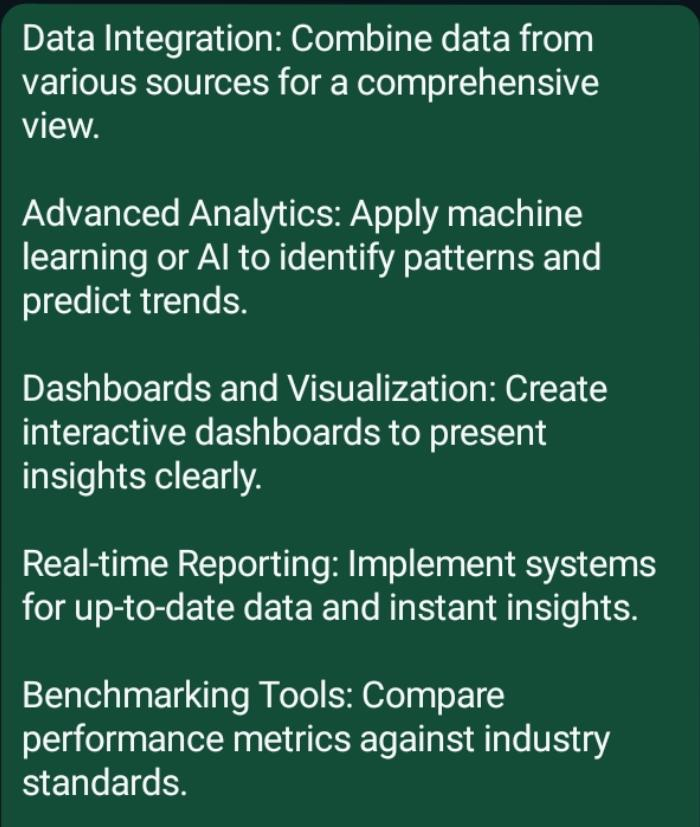 Data Integration: Combine data from
various sources for a comprehensive
view.
Advanced Analytics: Apply machine
learning or AI to identify patterns and
predict trends.
Dashboards and Visualization: Create
interactive dashboards to present
insights clearly.
Real-time Reporting: Implement systems
for up-to-date data and instant insights.
Benchmarking Tools: Compare
performance metrics against industry
standards.